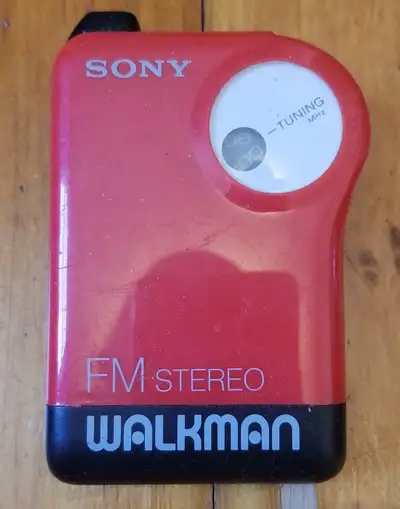 SONY
TUNING
MHz
FM STEREO
WALKMAN